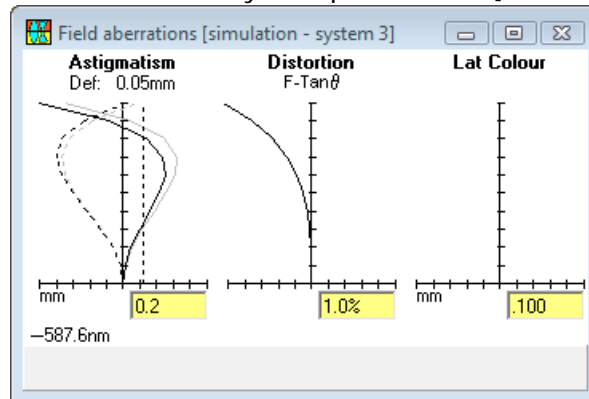 Field aberrations [simulation - system 3]
Astigmatism Distortion Lat Colour
Def: 0.05mm F-Tanθ
mm 0.2 1.0% mm .100
—587.6nm